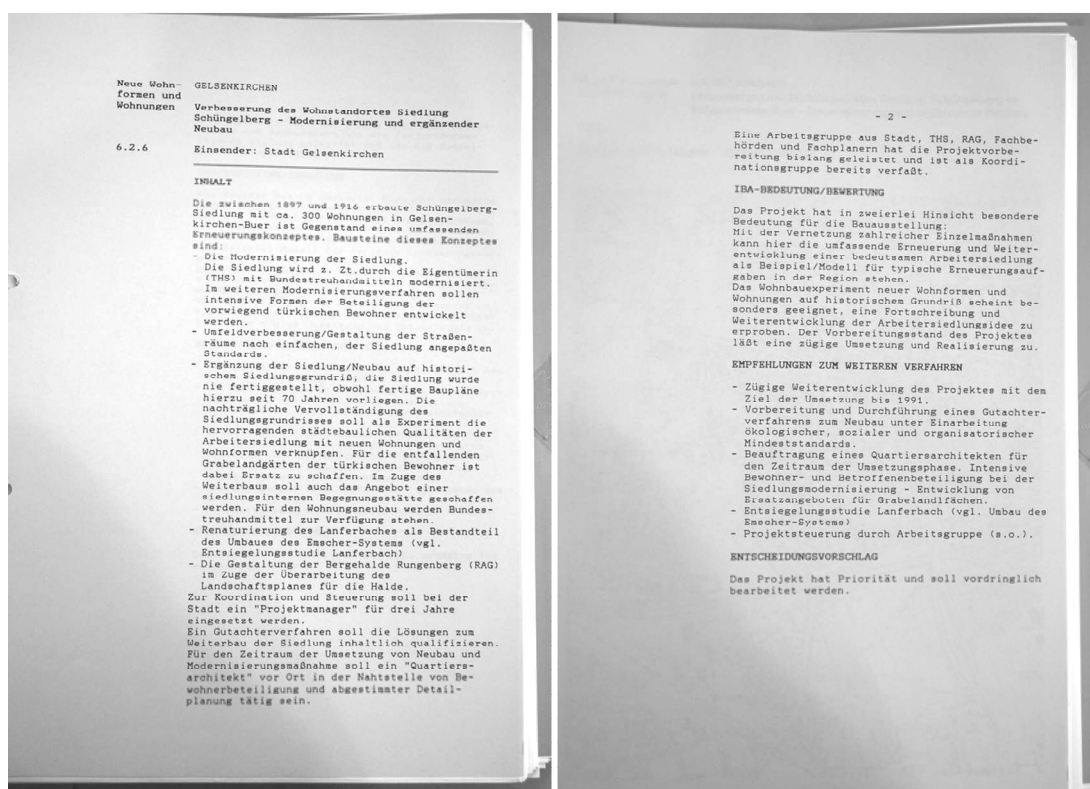 Neue Wohn-
formen und
Wohnungen
6.2.6
GELSENKIRCHEN
Verbesserung des Wohnstandortes Siedlung
Schüngelberg - Modernisierung und ergänzender
Neubau
Einsender: Stadt Gelsenkirchen
INHALT
Die zwischen 1897 und 1916 erbaute Schüngelberg-
Siedlung mit ca. 300 Wohnungen in Gelsen-
kirchen-Buer ist Gegenstand eines umfassenden
Erneuerungskonzeptes. Bausteine dieses Konzeptes
sind:
- Die Modernisierung der Siedlung.
Die Siedlung wird z. Zt.durch die Eigentümerin
(THS) mit Bundestreuhandmitteln modernisiert.
Im weiteren Modernisierungsverfahren sollen
intensive Formen der Beteiligung der
vorwiegend türkischen Bewohner entwickelt
werden.
- Umfeldverbesserung/Gestaltung der Straßen-
räume nach einfachen, der Siedlung angepaßten
Standards.
- Ergänzung der Siedlung/Neubau auf histori-
schem Siedlungsgrundriß, die Siedlung wurde
nie fertiggestellt, obwohl fertige Baupläne
hierzu seit 70 Jahren vorliegen. Die
nachträgliche Vervollständigung des
Siedlungsgrundrisses soll als Experiment die
hervorragenden städtebaulichen Qualitäten der
Arbeitersiedlung mit neuen Wohnungen und
Wohnformen verknüpfen. Für die entfallenden
Grabelandgärten der türkischen Bewohner ist
dabei Ersatz zu schaffen. Im Zuge des
Weiterbaus soll auch das Angebot einer
siedlungsinternen Begegnungsstätte geschaffen
werden. Für den Wohnungsneubau werden Bundes-
treuhandmittel zur Verfügung stehen.
- Renaturierung des Lanferbaches als Bestandteil
des Umbaues des Emscher-Systems (vgl.
Entsiegelungsstudie Lanferbach)
- Die Gestaltung der Bergehalde Rungenberg (RAG)
im Zuge der Überarbeitung des
Landschaftsplanes für die Halde.
Zur Koordination und Steuerung soll bei der
Stadt ein "Projektmanager" für drei Jahre
eingesetzt werden.
Ein Gutachterverfahren soll die Lösungen zum
Weiterbau der Siedlung inhaltlich qualifizieren.
Für den Zeitraum der Umsetzung von Neubau und
Modernisierungsmaßnahme soll ein "Quartiers-
architekt" vor Ort in der Nahtstelle von Be-
wohnerbeteiligung und abgestimmter Detail-
planung tätig sein.
- 2 -
Eine Arbeitsgruppe aus Stadt, THS, RAG, Fachbe-
hörden und Fachplanern hat die Projektvorbe-
reitung bislang geleistet und ist als Koordi-
nationsgruppe bereits verfaßt.
IBA-BEDEUTUNG/BEWERTUNG
Das Projekt hat in zweierlei Hinsicht besondere
Bedeutung für die Bauausstellung:
Mit der Vernetzung zahlreicher Einzelmaßnahmen
kann hier die umfassende Erneuerung und Weiter-
entwicklung einer bedeutsamen Arbeitersiedlung
als Beispiel/Modell für typische Erneuerungsauf-
gaben in der Region stehen.
Das Wohnbauexperiment neuer Wohnformen und
Wohnungen auf historischem Grundriß scheint be-
sonders geeignet, eine Fortschreibung und
Weiterentwicklung der Arbeitersiedlungsidee zu
erproben. Der Vorbereitungsstand des Projektes
läßt eine zügige Umsetzung und Realisierung zu.
EMPFEHLUNGEN ZUM WEITEREN VERFAHREN
- Zügige Weiterentwicklung des Projektes mit dem
Ziel der Umsetzung bis 1991.
- Vorbereitung und Durchführung eines Gutachter-
verfahrens zum Neubau unter Einarbeitung
ökologischer, sozialer und organisatorischer
Mindeststandards.
- Beauftragung eines Quartiersarchitekten für
den Zeitraum der Umsetzungsphase. Intensive
Bewohner- und Betroffenenbeteiligung bei der
Siedlungsmodernisierung - Entwicklung von
Ersatzangeboten für Grabelandflächen.
- Entsiegelungsstudie Lanferbach (vgl. Umbau des
Emscher-Systems)
- Projektsteuerung durch Arbeitsgruppe (s.o.).
ENTSCHEIDUNGSVORSCHLAG
Das Projekt hat Priorität und soll vordringlich
bearbeitet werden.